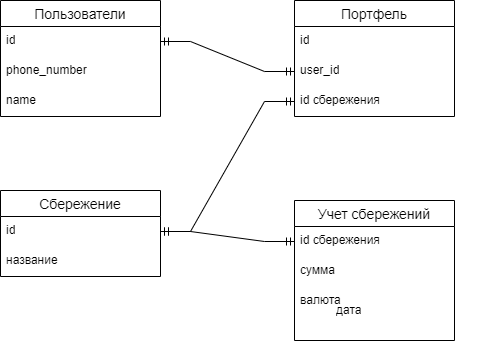 Пользователи
id
phone_number
name
Портфель
id
user_id
id сбережения
Сбережение
id
название
Учет сбережений
id сбережения
сумма
валюта
дата